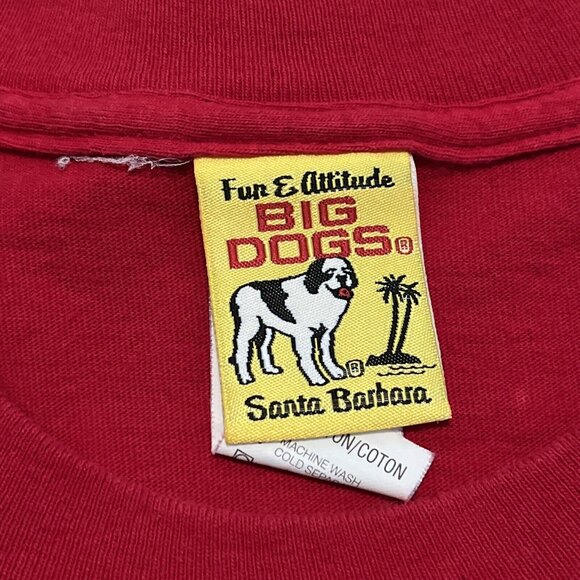 Fun & Attitude
BIG
DOGS®
®
Santa Barbara
ON/COTON
MACHINE WASH
COLD SEPA